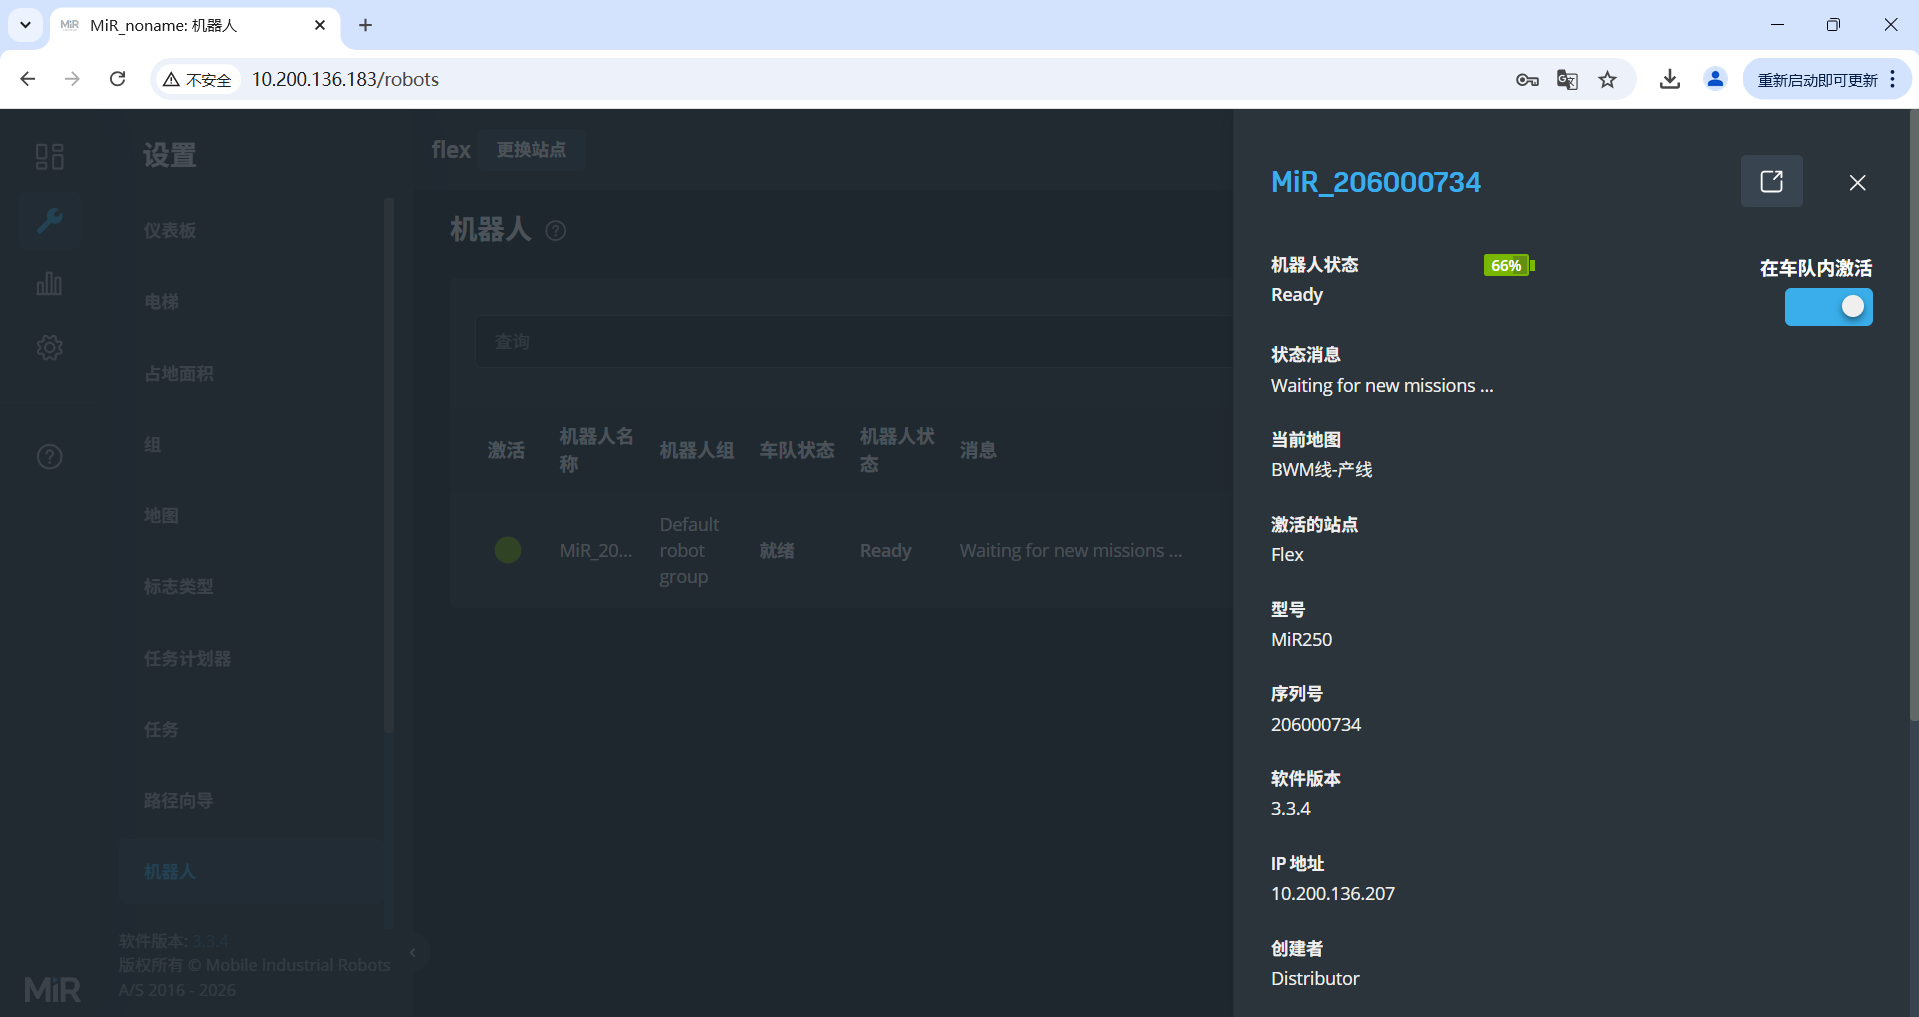 MiR MiR_noname: 机器人
不安全 10.200.136.183/robots
重新启动即可更新
设置
仪表板
电梯
占地面积
组
地图
标志类型
任务计划器
任务
路径向导
机器人
软件版本: 3.3.4
版权所有 © Mobile Industrial Robots
A/S 2016 - 2026
MiR
flex 更换站点
机器人
查询
激活 机器人名称 机器人组 车队状态 机器人状态 消息
MiR_20... Default robot group 就绪 Ready Waiting for new missions ...
MiR_206000734
机器人状态 66% 在车队内激活
Ready
状态消息
Waiting for new missions ...
当前地图
BWM线-产线
激活的站点
Flex
型号
MiR250
序列号
206000734
软件版本
3.3.4
IP 地址
10.200.136.207
创建者
Distributor